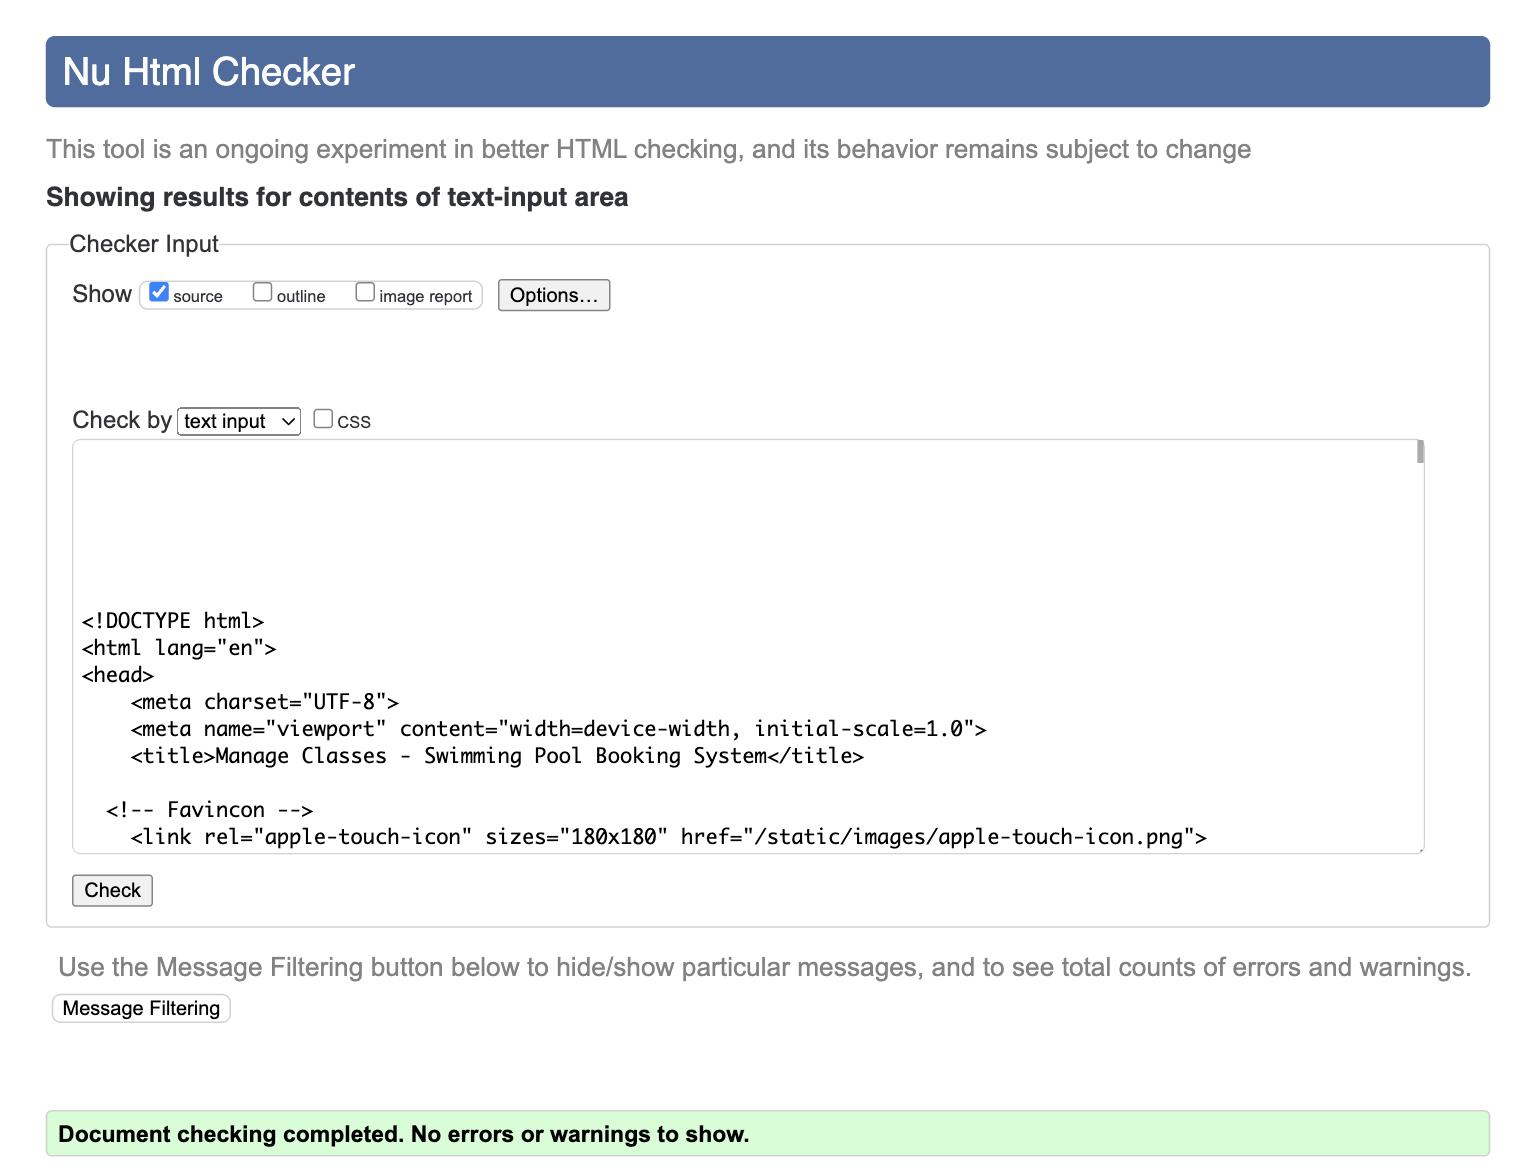 Nu Html Checker
This tool is an ongoing experiment in better HTML checking, and its behavior remains subject to change
Showing results for contents of text-input area
Checker Input
Show source outline image report Options...
Check by text input CSS
<!DOCTYPE html>
<html lang="en">
<head>
    <meta charset="UTF-8">
    <meta name="viewport" content="width=device-width, initial-scale=1.0">
    <title>Manage Classes - Swimming Pool Booking System</title>
  <!-- Favincon -->
    <link rel="apple-touch-icon" sizes="180x180" href="/static/images/apple-touch-icon.png">
Check
Use the Message Filtering button below to hide/show particular messages, and to see total counts of errors and warnings.
Message Filtering
Document checking completed. No errors or warnings to show.